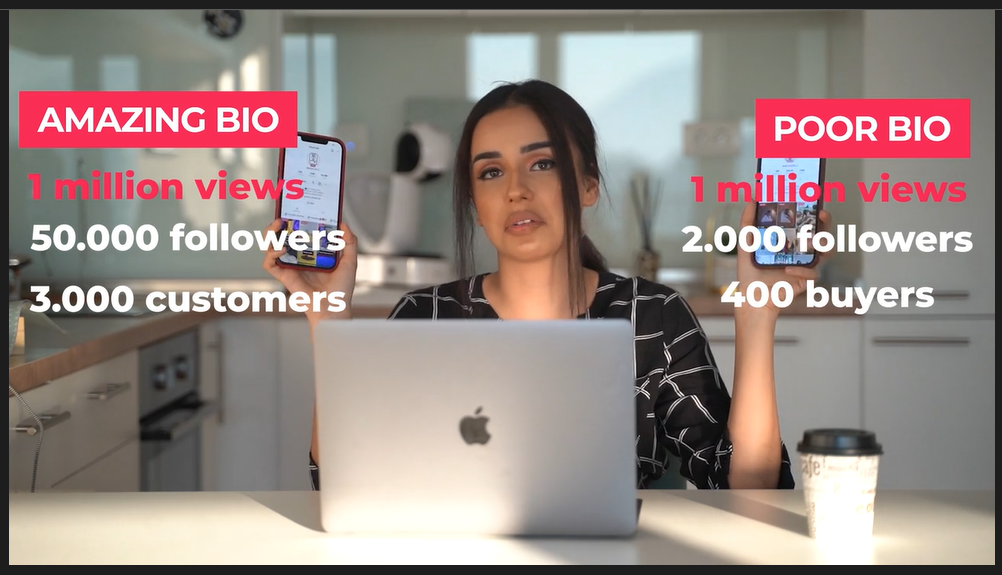 AMAZING BIO
1 million views
50.000 followers
3.000 customers
POOR BIO
1 million views
2.000 followers
400 buyers
cafe!